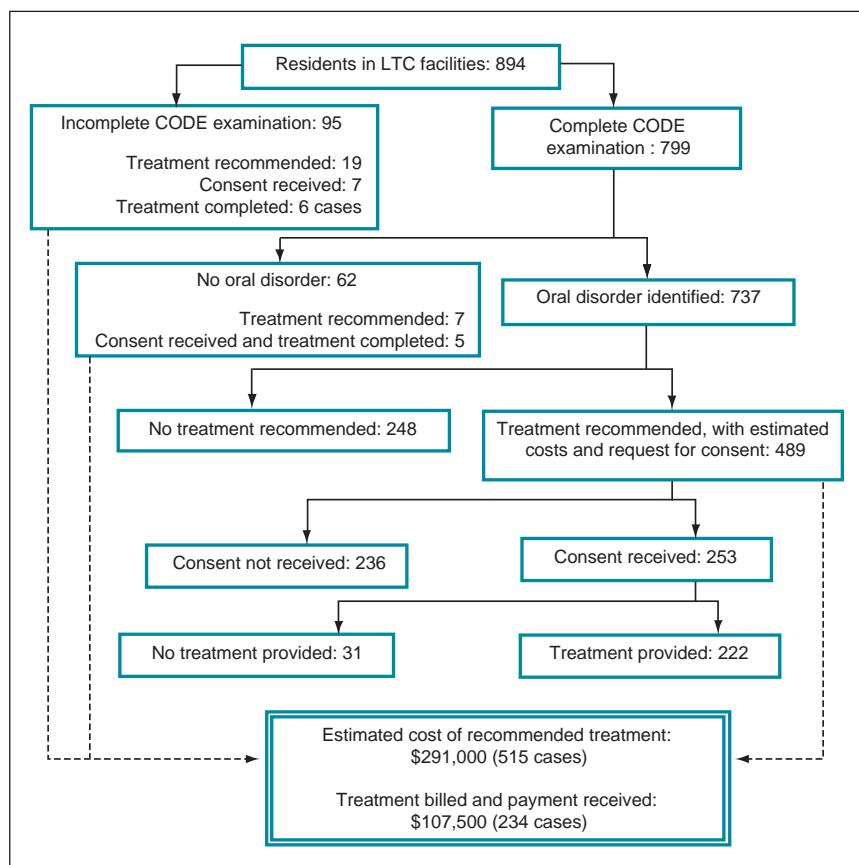 Residents in LTC facilities: 894
Incomplete CODE examination: 95
Treatment recommended: 19
Consent received: 7
Treatment completed: 6 cases
Complete CODE
examination : 799
No oral disorder: 62
Treatment recommended: 7
Consent received and treatment completed: 5
Oral disorder identified: 737
No treatment recommended: 248
Treatment recommended, with estimated
costs and request for consent: 489
Consent not received: 236
Consent received: 253
No treatment provided: 31
Treatment provided: 222
Estimated cost of recommended treatment:
$291,000 (515 cases)
Treatment billed and payment received:
$107,500 (234 cases)